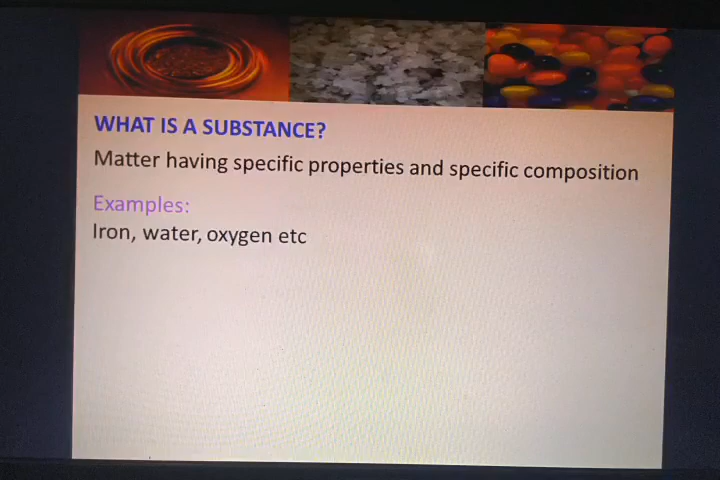 WHAT IS A SUBSTANCE?
Matter having specific properties and specific composition
Examples:
Iron, water, oxygen etc